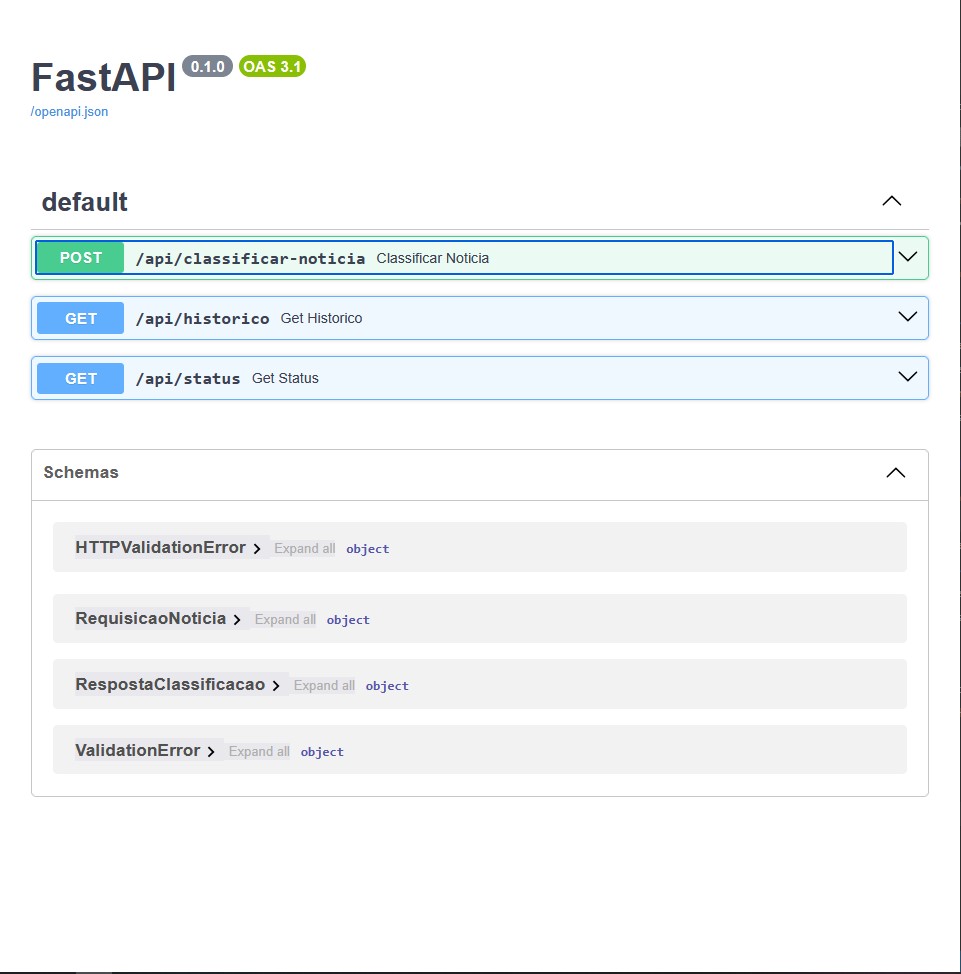 FastAPI 0.1.0 OAS 3.1
/openapi.json
default
POST /api/classificar-noticia Classificar Noticia
GET /api/historico Get Historico
GET /api/status Get Status
Schemas
HTTPValidationError Expand all object
RequisicaoNoticia Expand all object
RespostaClassificacao Expand all object
ValidationError Expand all object